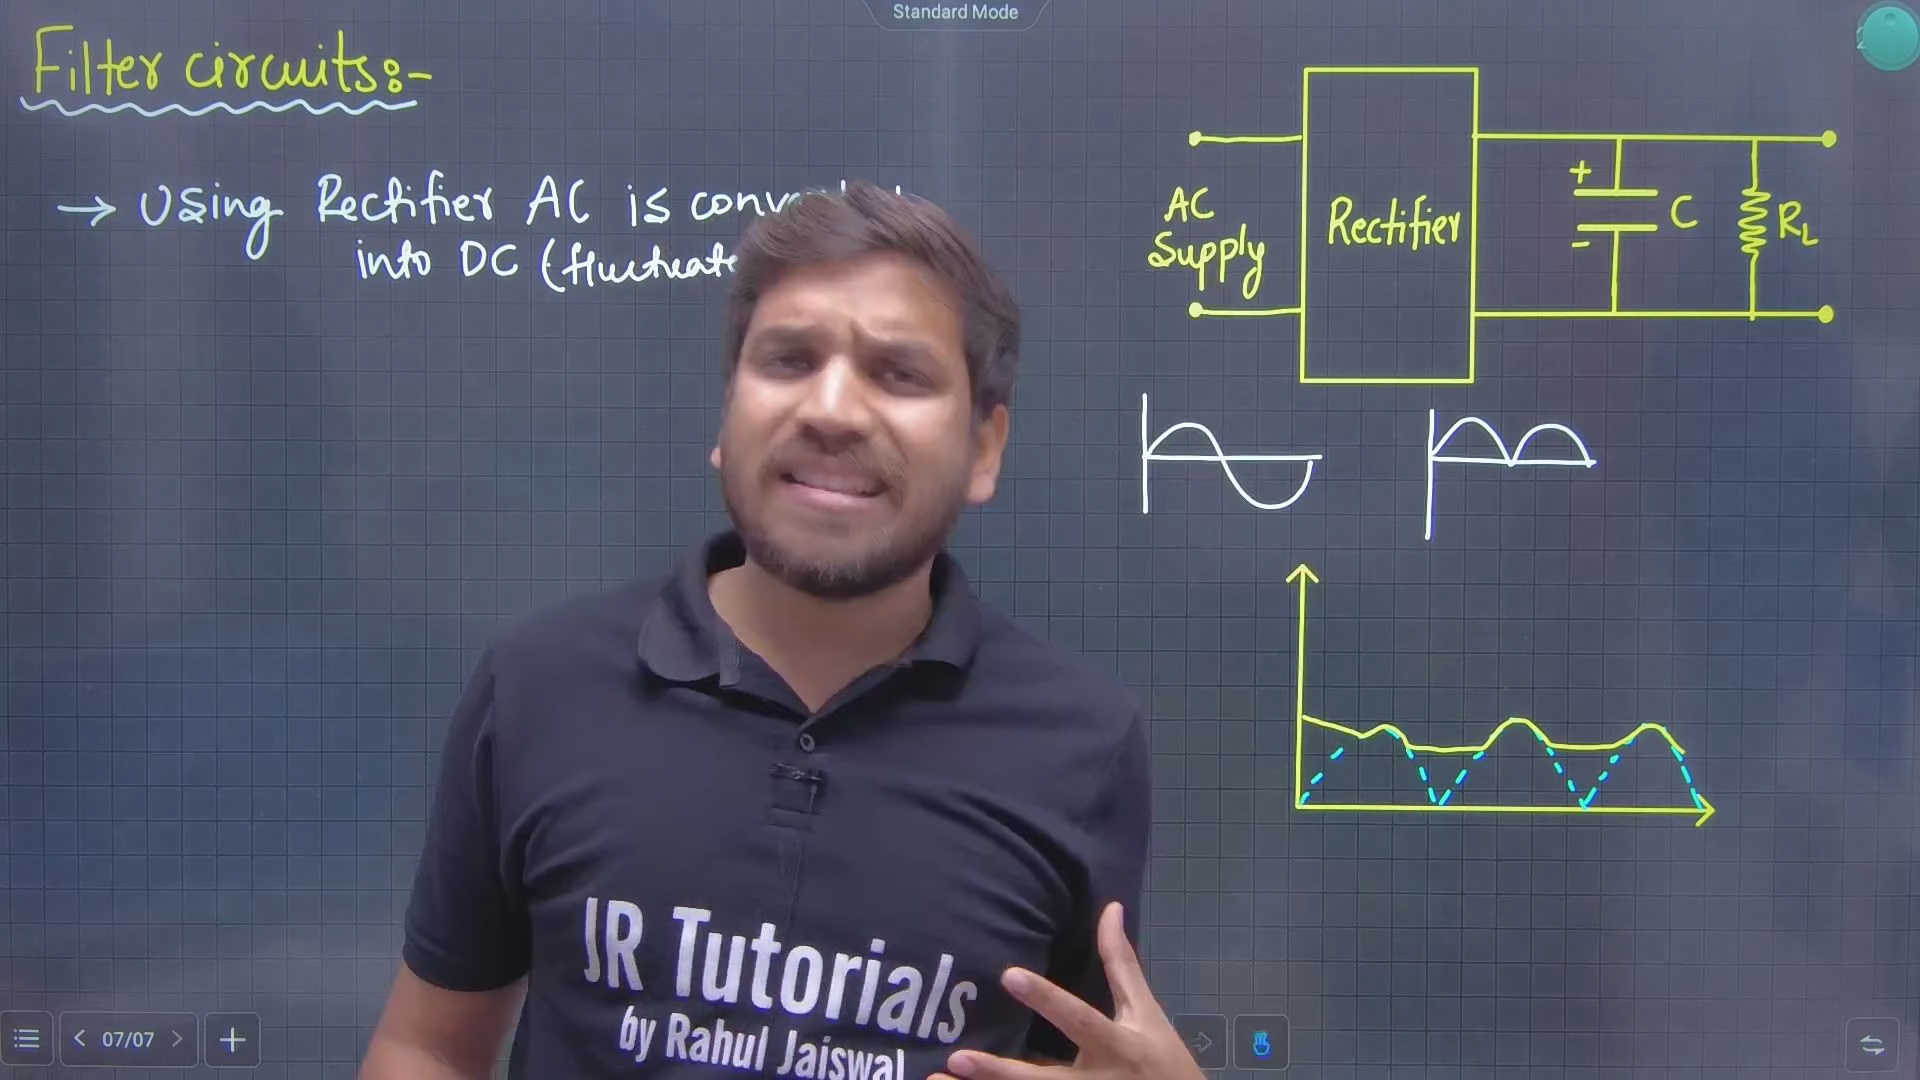 Standard Mode
Filter circuits:-
→ Using Rectifier AC is
into DC (fluctuate
AC
Supply
Rectifier
+
-
C
RL
JR Tutorials
by Rahul Jaiswal
07/07